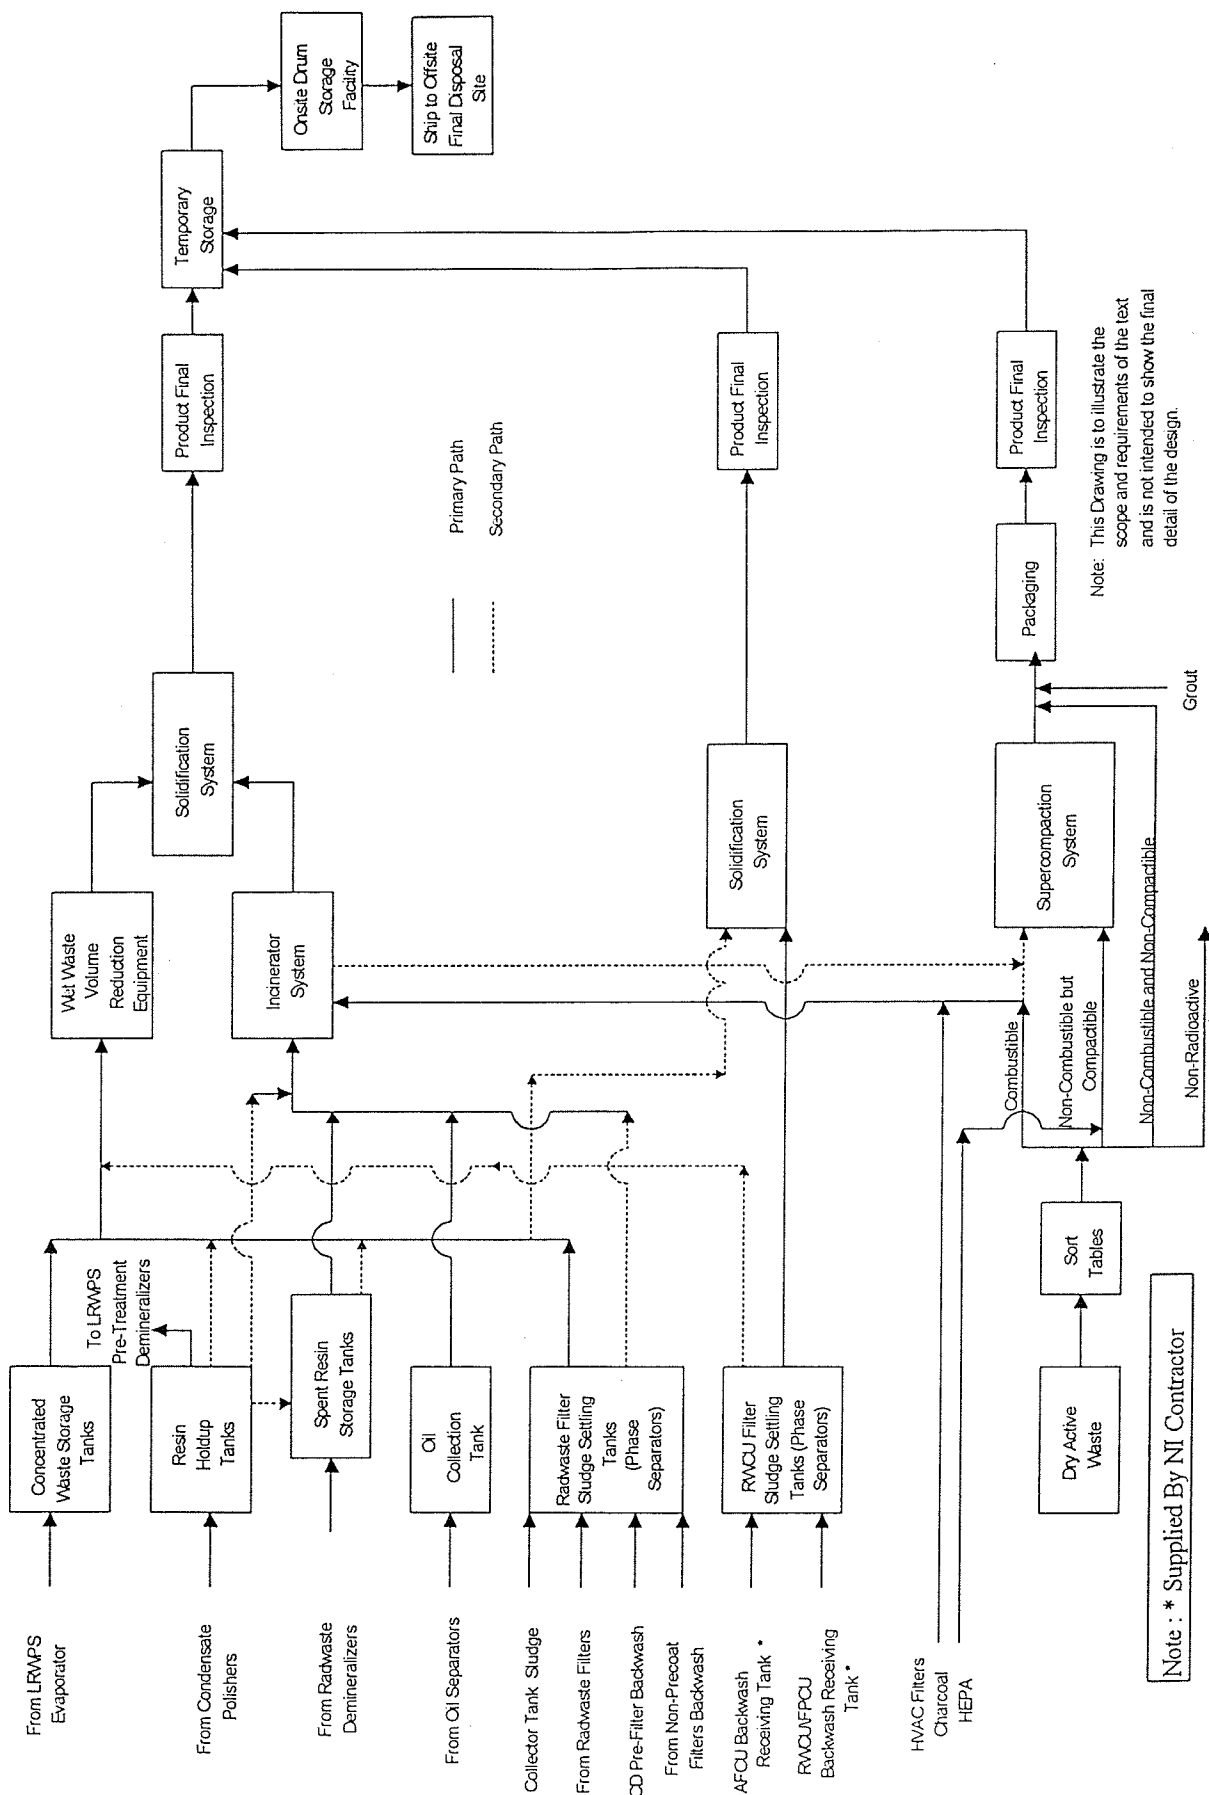 From LRWPS
Evaporator
From Condensate
Polishers
From Radwaste
Demineralizers
From Oil Separators
Collector Tank Sludge
From Radwaste Filters
CD Pre-Filter Backwash
From Non-Precoat
Filters Backwash
AFCU Backwash
Receiving Tank *
RWCU/FPCU
Backwash Receiving
Tank *
HVAC Filters
Charcoal
HEPA
Concentrated
Waste Storage
Tanks
To LRWPS
Pre-Treatment
Demineralizers
Resin
Holdup
Tanks
Spent Resin
Storage Tanks
Oil
Collection
Tank
Radwaste Filter
Sludge Settling
Tanks
(Phase
Separators)
RWCU Filter
Sludge Settling
Tanks (Phase
Separators)
Dry Active
Waste
Sort
Tables
Combustible
Non-Combustible but
Compactible
Non-Combustible and Non-Compactible
Non-Radioactive
Wet Waste
Volume
Reduction
Equipment
Incinerator
System
Solidification
System
Solidification
System
Supercompaction
System
Grout
Packaging
Primary Path
Secondary Path
Product Final
Inspection
Product Final
Inspection
Product Final
Inspection
Temporary
Storage
Onsite Drum
Storage
Facility
Ship to Offsite
Final Disposal
Site
Note: This Drawing is to illustrate the
scope and requirements of the text
and is not intended to show the final
detail of the design.
Note : * Supplied By NI Contractor